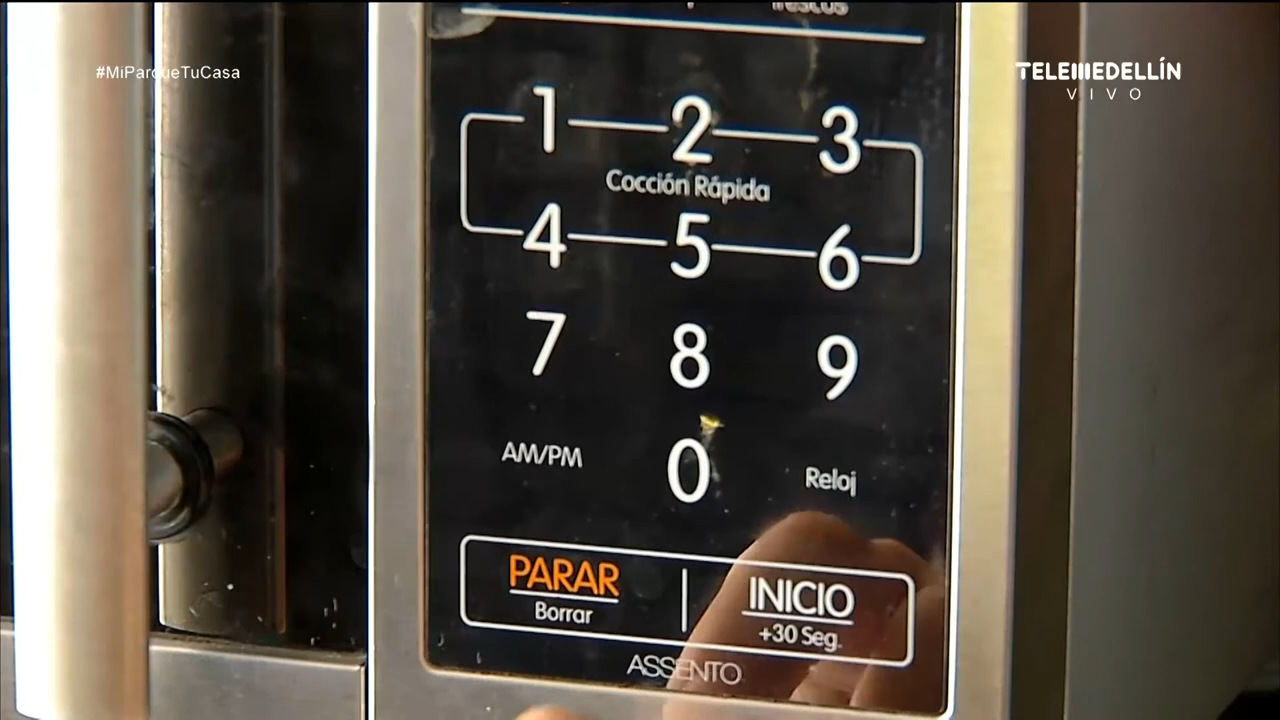 frescos
#MiParqueTuCasa
TELEMEDELLÍN
VIVO
1 2 3
Cocción Rápida
4 5 6
7 8 9
AM/PM 0 Reloj
PARAR INICIO
Borrar +30 Seg.
ASSENTO